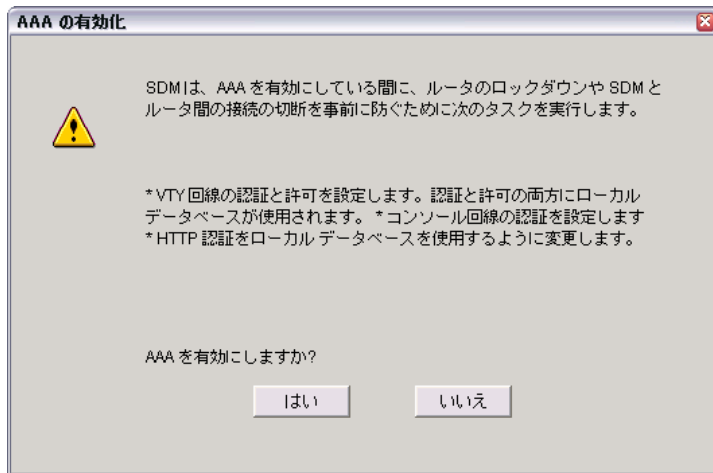 AAA の有効化
SDMは、AAA を有効にしている間に、ルータのロックダウンや SDM と
ルータ間の接続の切断を事前に防ぐために次のタスクを実行します。
* VTY 回線の認証と許可を設定します。認証と許可の両方にローカル
データベースが使用されます。 * コンソール回線の認証を設定します
* HTTP 認証をローカル データベースを使用するように変更します。
AAA を有効にしますか?
はい
いいえ